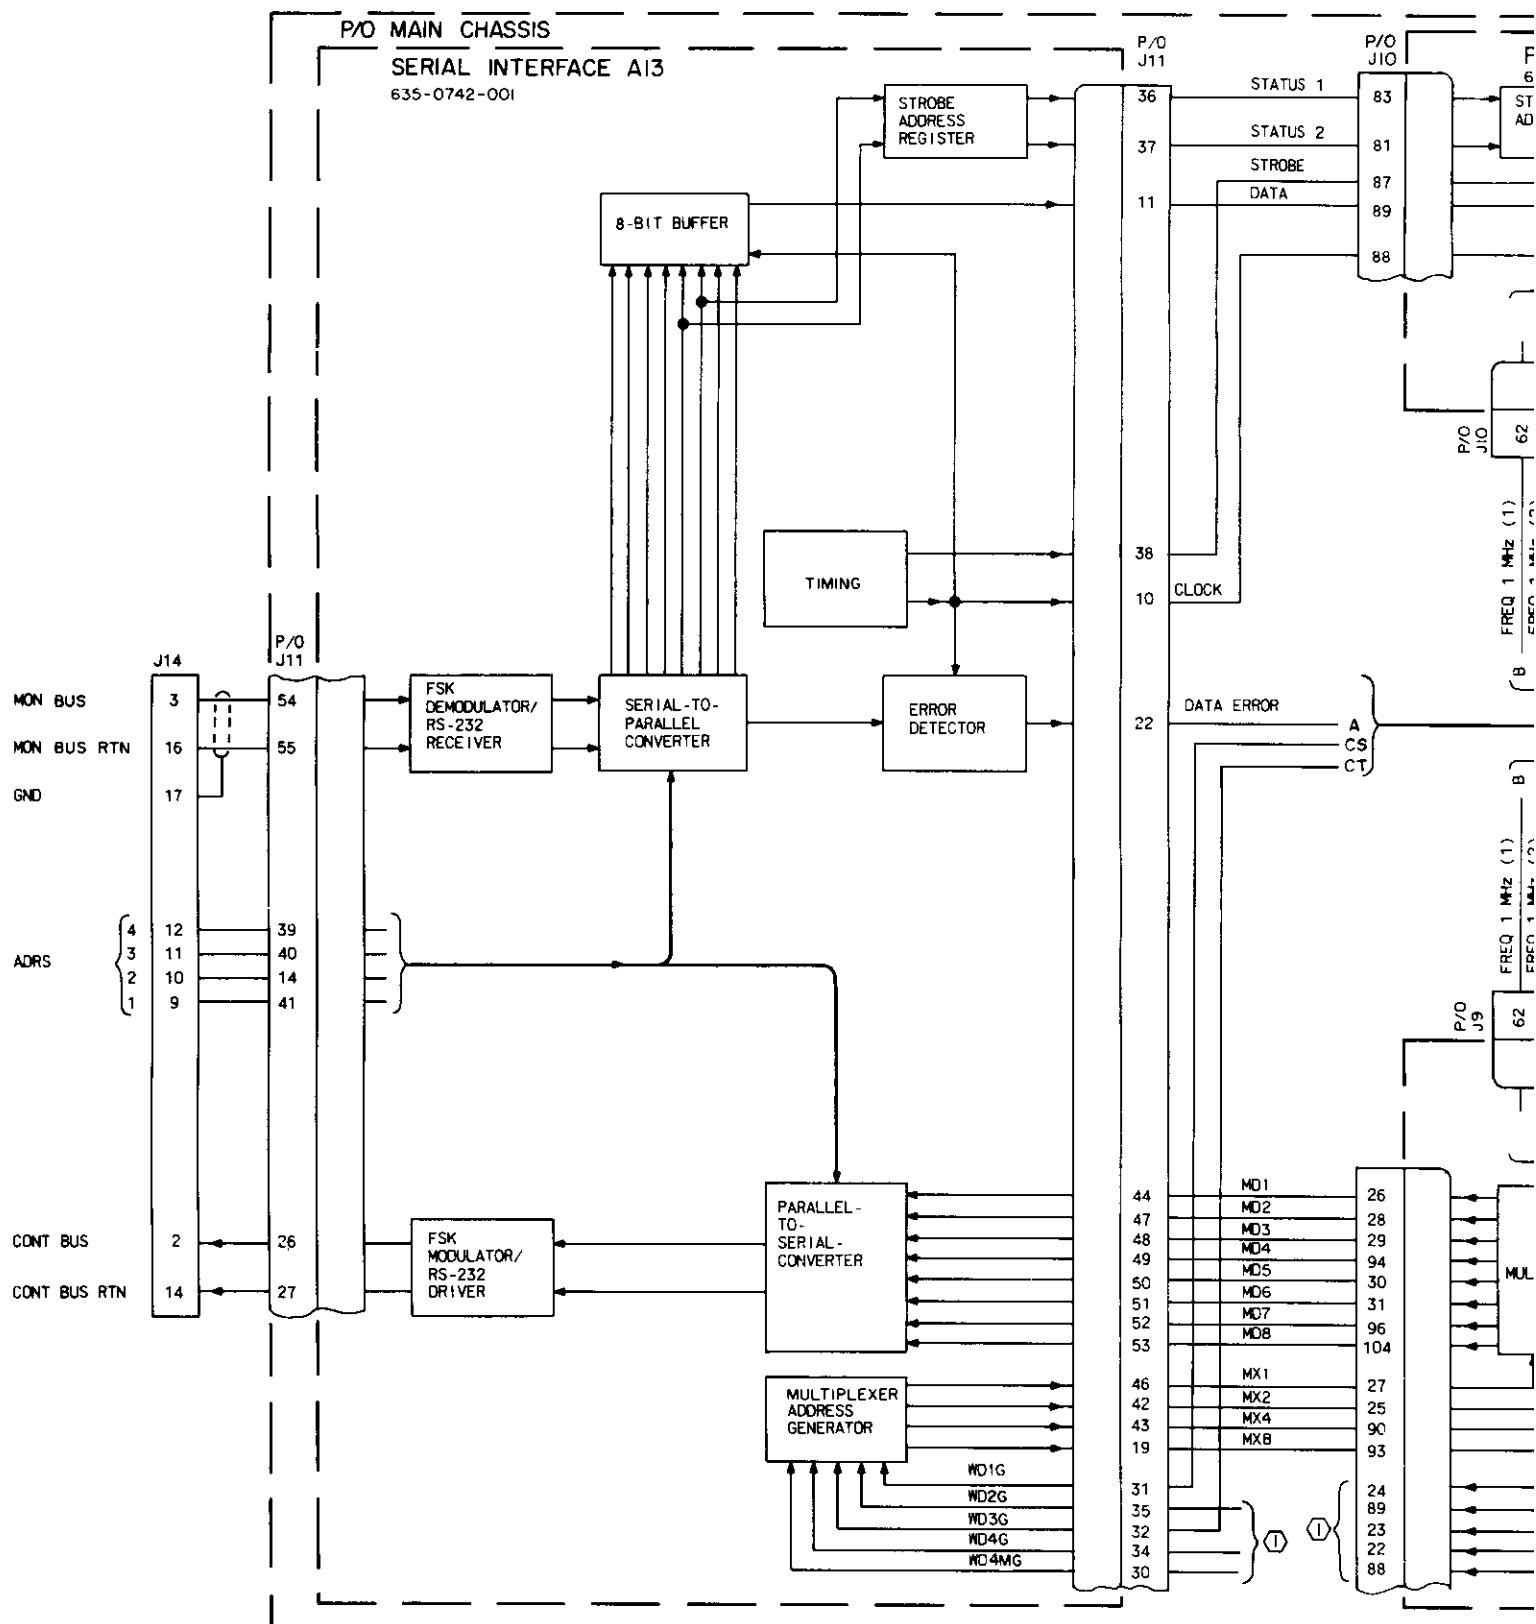 P/O MAIN CHASSIS
SERIAL INTERFACE A13
635-0742-001
P/O
J11
P/O
J10
STROBE
ADDRESS
REGISTER
36
STATUS 1
83
37
STATUS 2
81
STROBE
87
11
DATA
89
88
8-BIT BUFFER
P/O
J10
62
FREQ 1 MHz (1)
B
TIMING
38
10
CLOCK
J14
P/O
J11
MON BUS
3
54
MON BUS RTN
16
55
GND
17
FSK
DEMODULATOR/
RS-232
RECEIVER
SERIAL-TO-
PARALLEL
CONVERTER
ERROR
DETECTOR
22
DATA ERROR
A
CS
CT
B
FREQ 1 MHz (1)
P/O
J9
62
ADRS
4 12 39
3 11 40
2 10 14
1 9 41
CONT BUS
2
26
CONT BUS RTN
14
27
FSK
MODULATOR/
RS-232
DRIVER
PARALLEL-
TO-
SERIAL-
CONVERTER
44 MD1 26
47 MD2 28
48 MD3 29
49 MD4 94
50 MD5 30
51 MD6 31
52 MD7 96
53 MD8 104
MUL
MULTIPLEXER
ADDRESS
GENERATOR
46 MX1 27
42 MX2 25
43 MX4 90
19 MX8 93
WD1G 31 24
WD2G 35 89
WD3G 32 23
WD4G 34 22
WD4MG 30 88
1
1